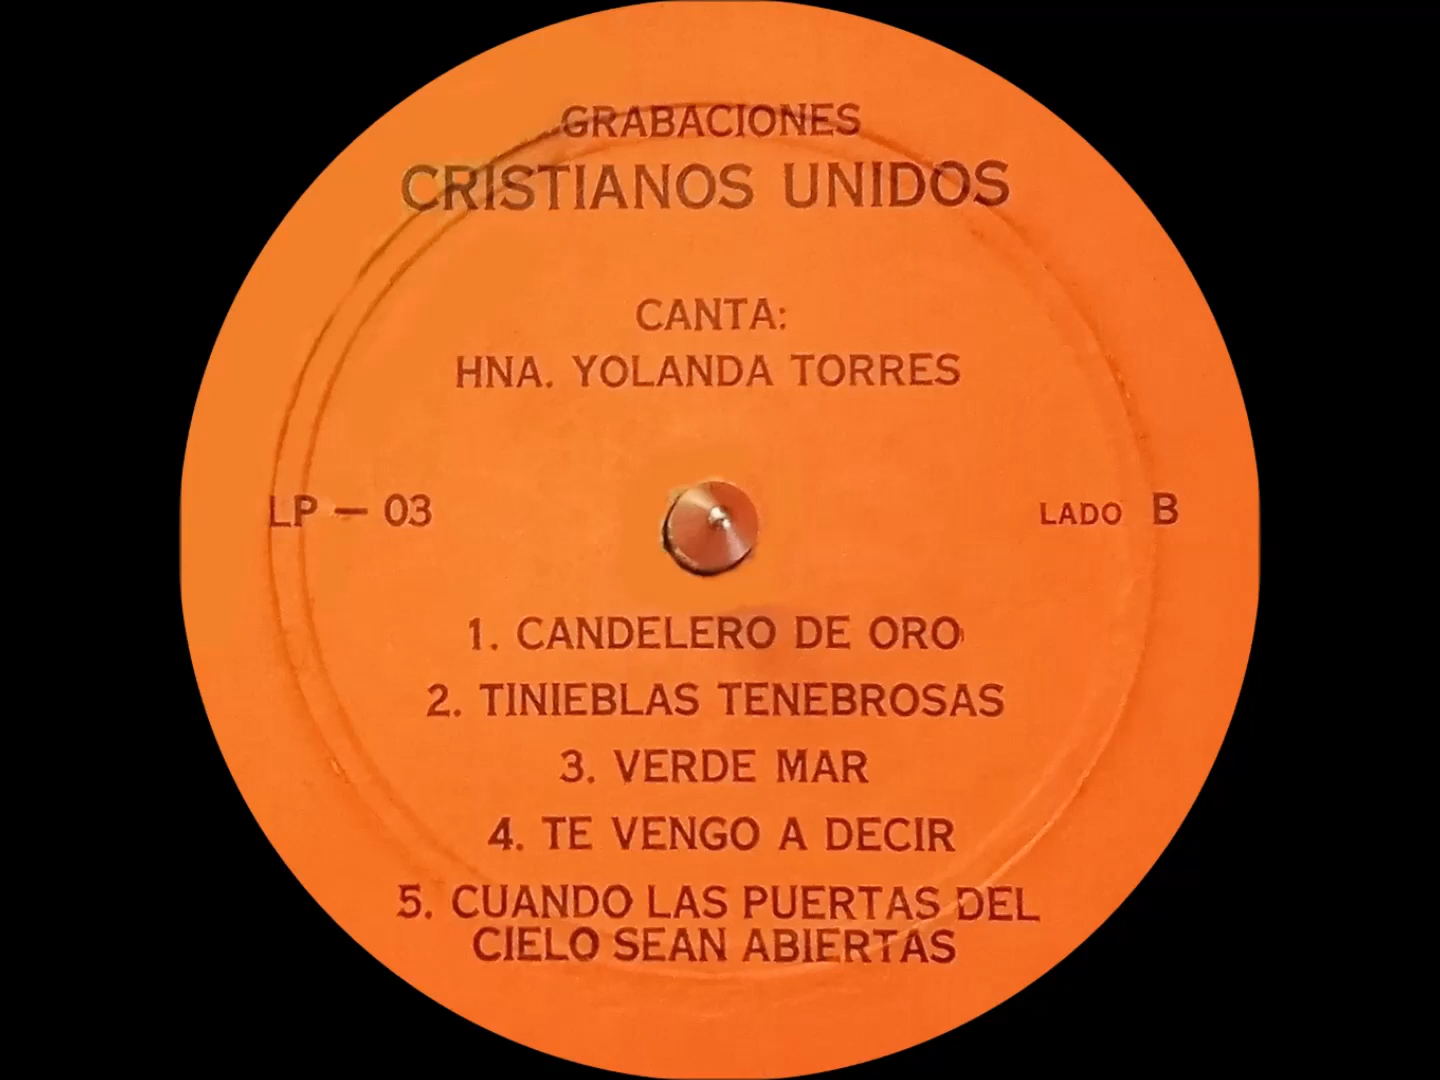 GRABACIONES
CRISTIANOS UNIDOS
CANTA:
HNA. YOLANDA TORRES
LP — 03
LADO B
1. CANDELERO DE ORO
2. TINIEBLAS TENEBROSAS
3. VERDE MAR
4. TE VENGO A DECIR
5. CUANDO LAS PUERTAS DEL
CIELO SEAN ABIERTAS